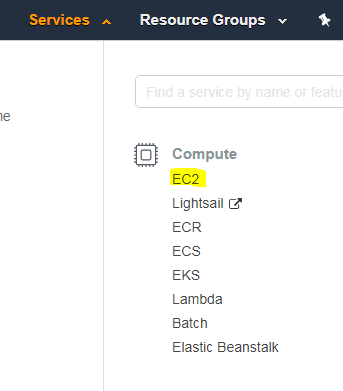 Services Resource Groups
Find a service by name or featu
ne
Compute
EC2
Lightsail
ECR
ECS
EKS
Lambda
Batch
Elastic Beanstalk